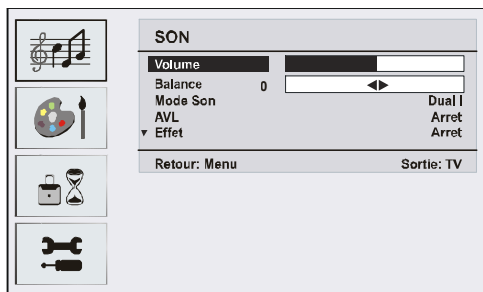 SON
Volume
Balance 0
Mode Son Dual I
AVL Arret
Effet Arret
Retour: Menu Sortie: TV